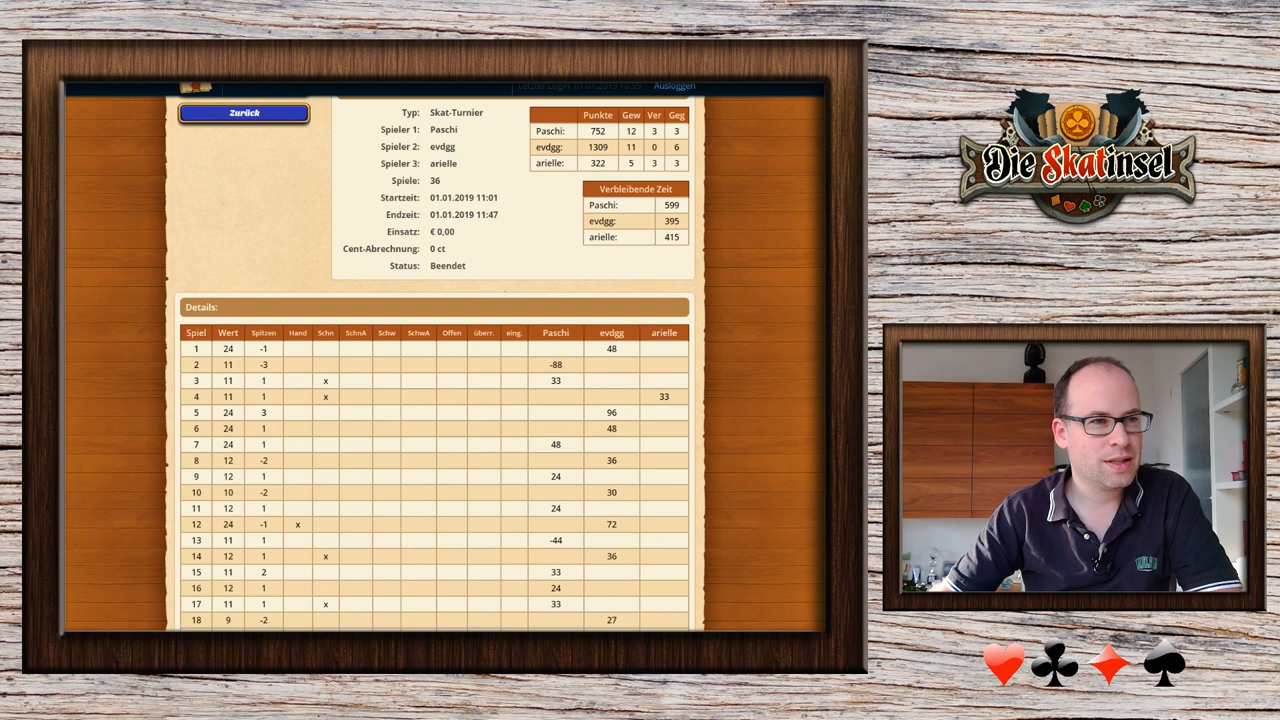 Letzter Login: 01.01.2019 10:59 Ausloggen
Zurück
Typ: Skat-Turnier
Spieler 1: Paschi
Spieler 2: evdgg
Spieler 3: arielle
Spiele: 36
Startzeit: 01.01.2019 11:01
Endzeit: 01.01.2019 11:47
Einsatz: € 0,00
Cent-Abrechnung: 0 ct
Status: Beendet
Punkte Gew Ver Geg
Paschi: 752 12 3 3
evdgg: 1309 11 0 6
arielle: 322 5 3 3
Verbleibende Zeit
Paschi: 599
evdgg: 395
arielle: 415
Details:
Spiel Wert Spitzen Hand Schn SchnA Schw SchwA Offen überr. eing. Paschi evdgg arielle
1 24 -1 48
2 11 -3 -88
3 11 1 x 33
4 11 1 x 33
5 24 3 96
6 24 1 48
7 24 1 48
8 12 -2 36
9 12 1 24
10 10 -2 30
11 12 1 24
12 24 -1 x 72
13 11 1 -44
14 12 1 x 36
15 11 2 33
16 12 1 24
17 11 1 x 33
18 9 -2 27
Die Skatinsel